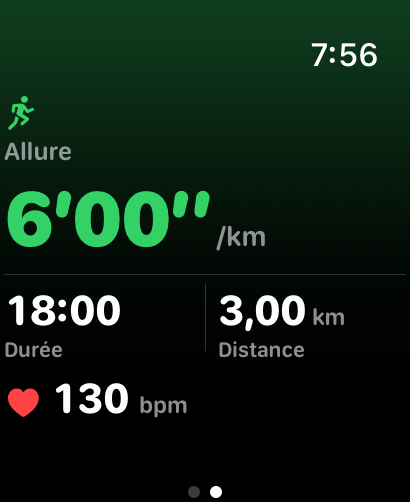 7:56
Allure
6'00'' /km
18:00
Durée
3,00 km
Distance
130 bpm